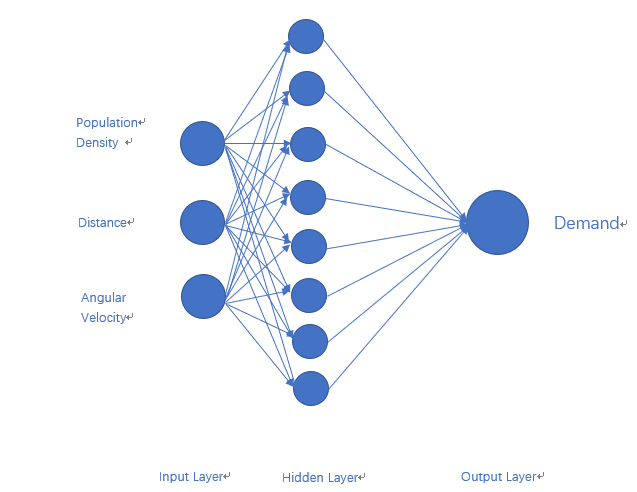 Population
Density
Distance
Angular
Velocity
Demand
Input Layer
Hidden Layer
Output Layer